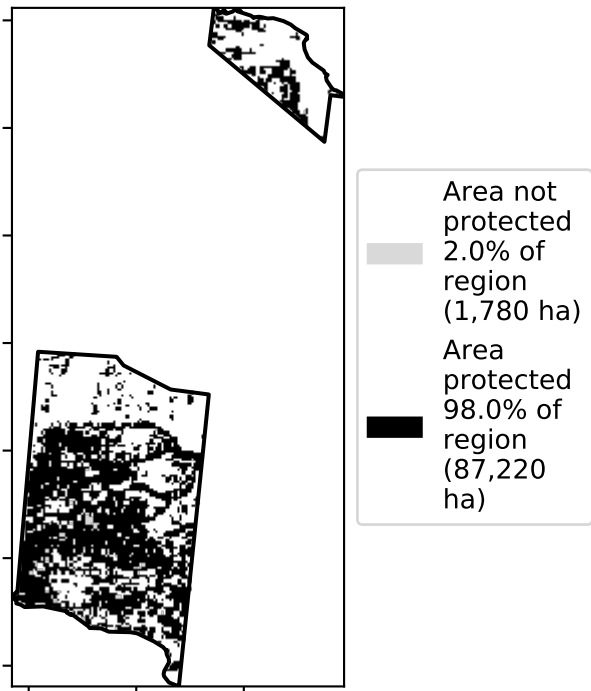 Area not
protected
2.0% of
region
(1,780 ha)
Area
protected
98.0% of
region
(87,220
ha)